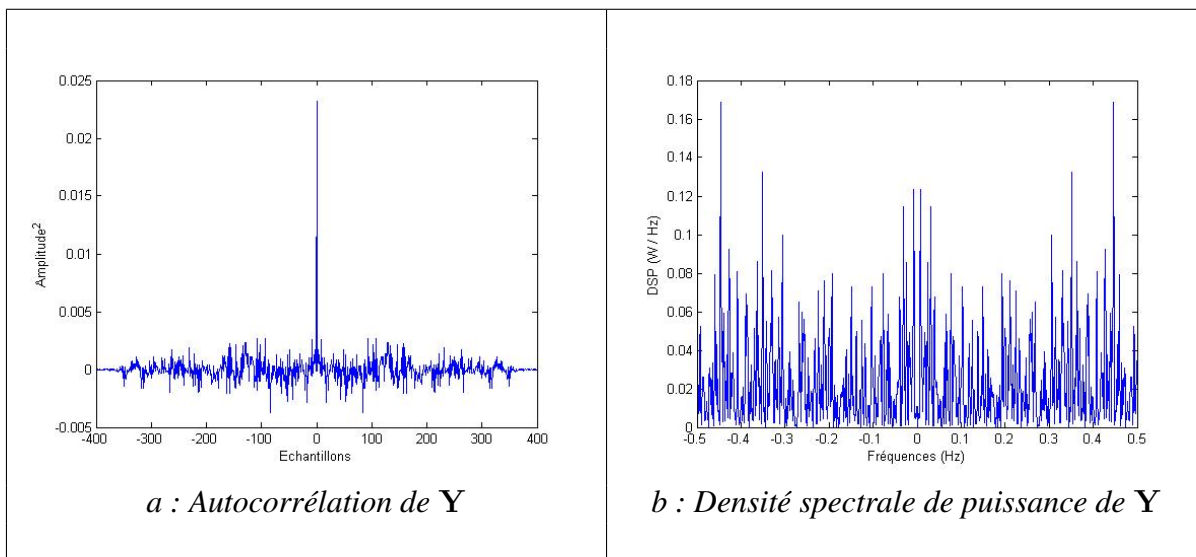 0.025
0.02
0.015
0.01
0.005
0
-0.005
Amplitude²
-400 -300 -200 -100 0 100 200 300 400
Echantillons
a : Autocorrélation de Y
0.18
0.16
0.14
0.12
0.1
0.08
0.06
0.04
0.02
0
DSP (W / Hz)
-0.5 -0.4 -0.3 -0.2 -0.1 0 0.1 0.2 0.3 0.4 0.5
Fréquences (Hz)
b : Densité spectrale de puissance de Y